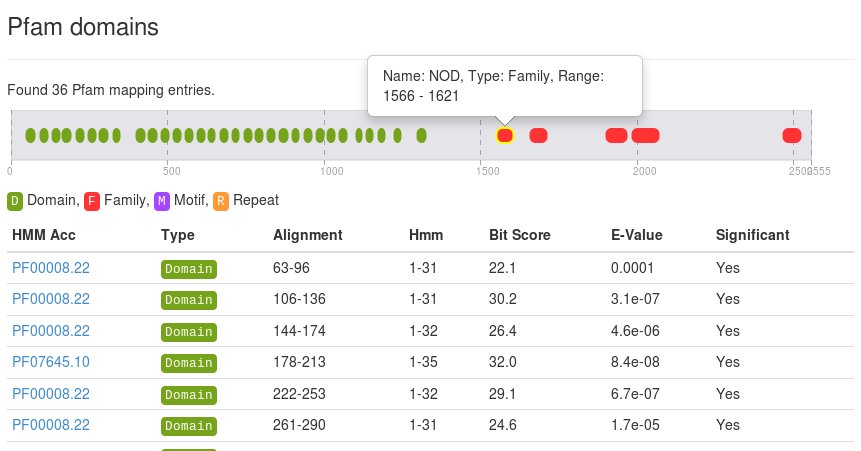 Pfam domains
Name: NOD, Type: Family, Range:
1566 - 1621
Found 36 Pfam mapping entries.
0 500 1000 1500 2000 2500 2555
D Domain, F Family, M Motif, R Repeat
HMM Acc Type Alignment Hmm Bit Score E-Value Significant
PF00008.22 Domain 63-96 1-31 22.1 0.0001 Yes
PF00008.22 Domain 106-136 1-31 30.2 3.1e-07 Yes
PF00008.22 Domain 144-174 1-32 26.4 4.6e-06 Yes
PF07645.10 Domain 178-213 1-35 32.0 8.4e-08 Yes
PF00008.22 Domain 222-253 1-32 29.1 6.7e-07 Yes
PF00008.22 Domain 261-290 1-31 24.6 1.7e-05 Yes